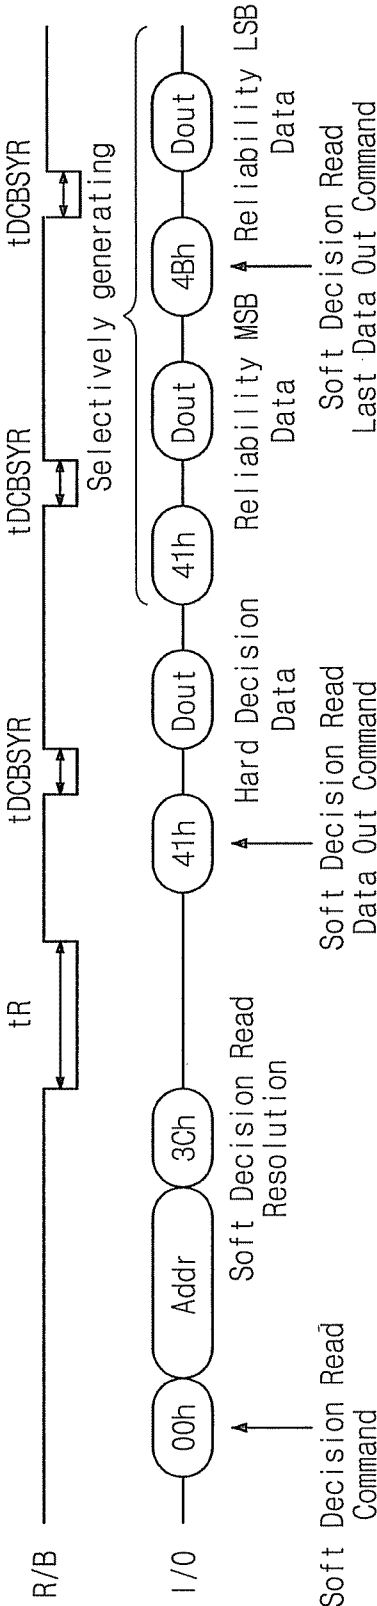 R/B
tR
tDCBSYR
tDCBSYR
tDCBSYR
Selectively generating
I/O
00h
Addr
3Ch
41h
Dout
41h
Dout
4Bh
Dout
Soft Decision Read
Command
Soft Decision Read
Resolution
Soft Decision Read
Data Out Command
Hard Decision
Data
Reliability MSB
Data
Soft Decision Read
Last Data Out Command
Reliability LSB
Data